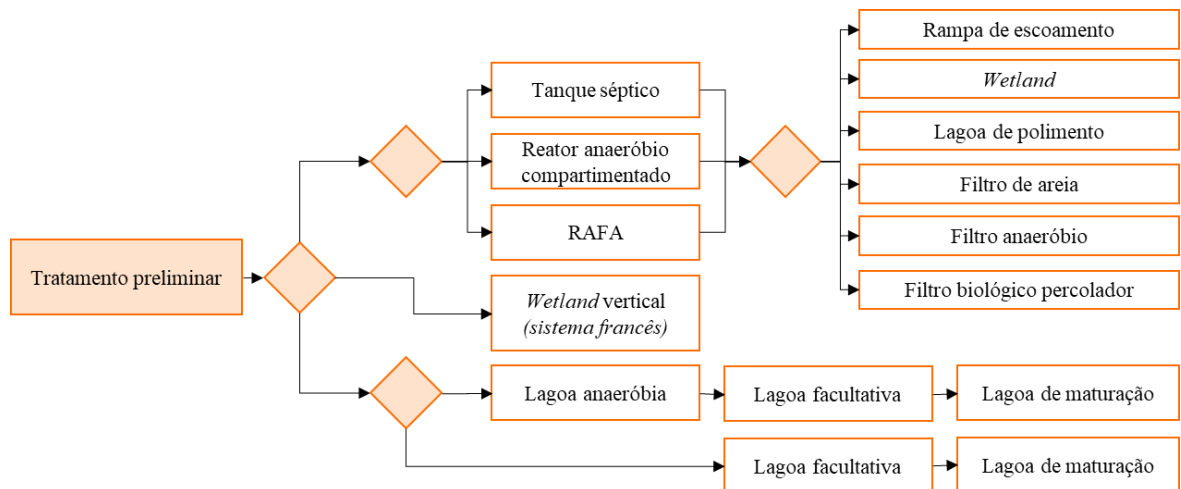 Tratamento preliminar
Tanque séptico
Reator anaeróbio
compartimentado
RAFA
Wetland vertical
(sistema francês)
Rampa de escoamento
Wetland
Lagoa de polimento
Filtro de areia
Filtro anaeróbio
Filtro biológico percolador
Lagoa anaeróbia
Lagoa facultativa
Lagoa de maturação
Lagoa facultativa
Lagoa de maturação